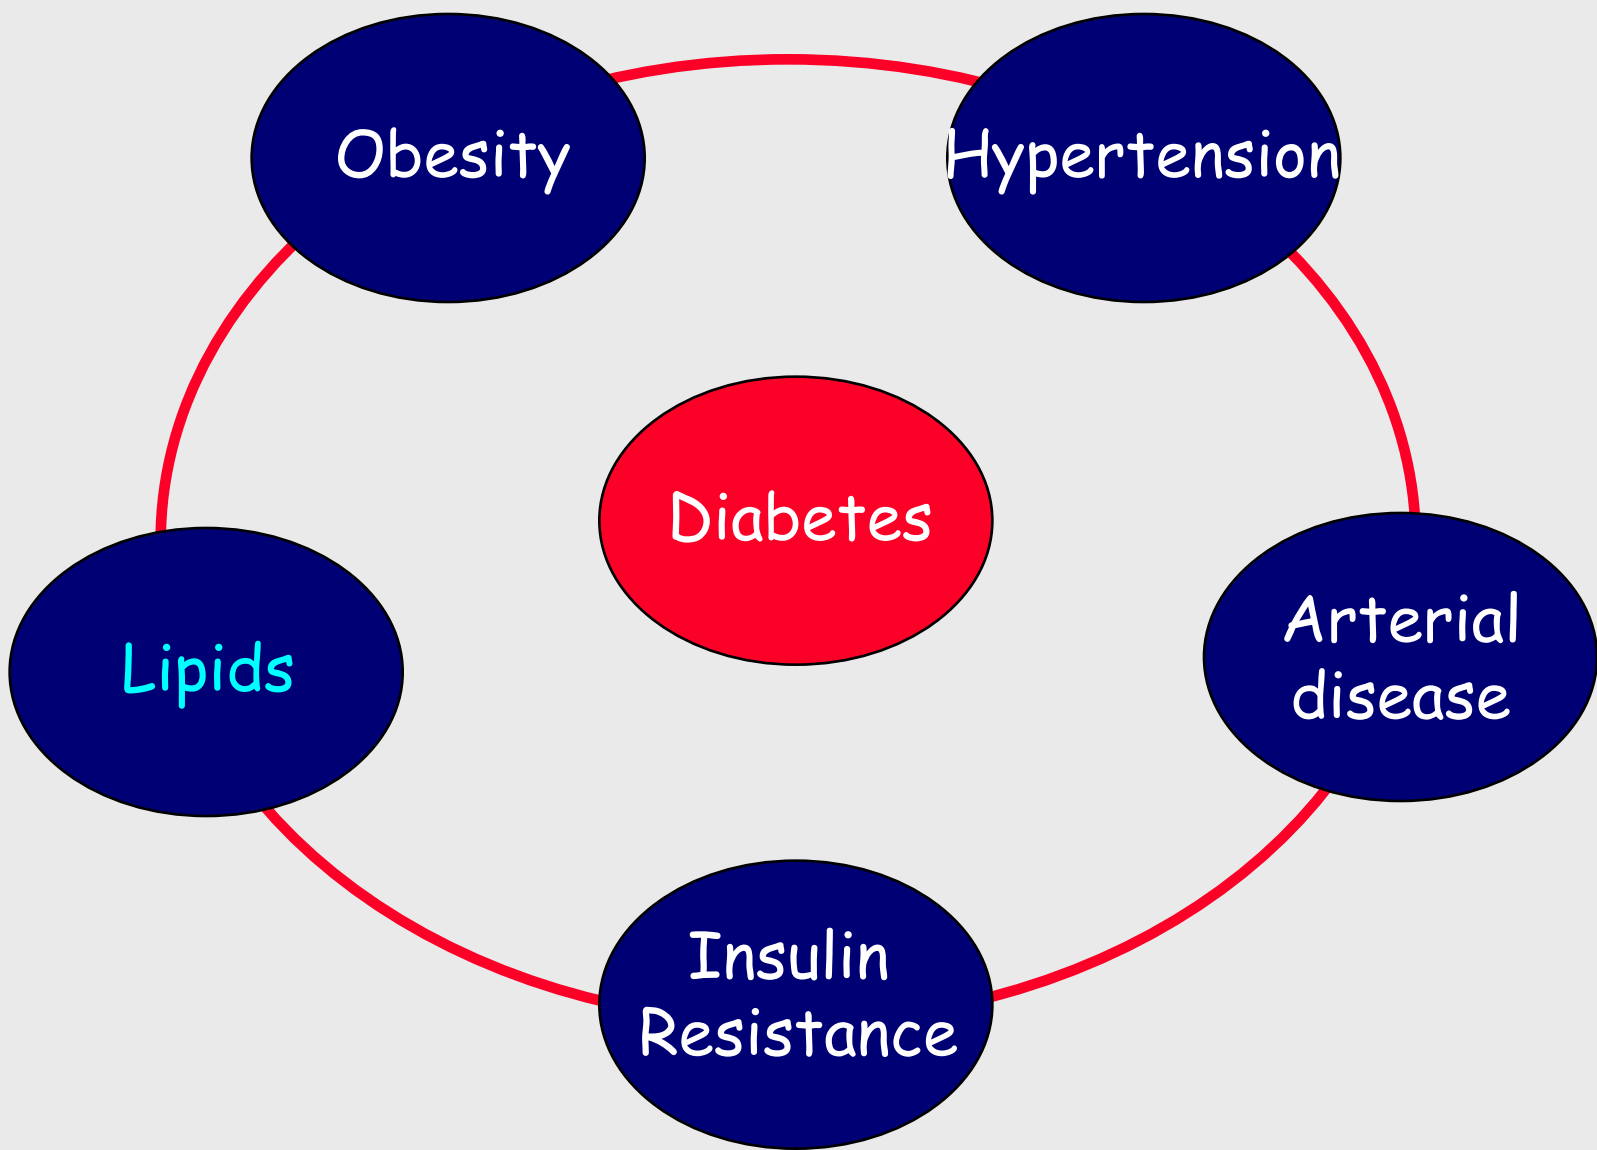 Obesity
Hypertension
Diabetes
Arterial
disease
Lipids
Insulin
Resistance